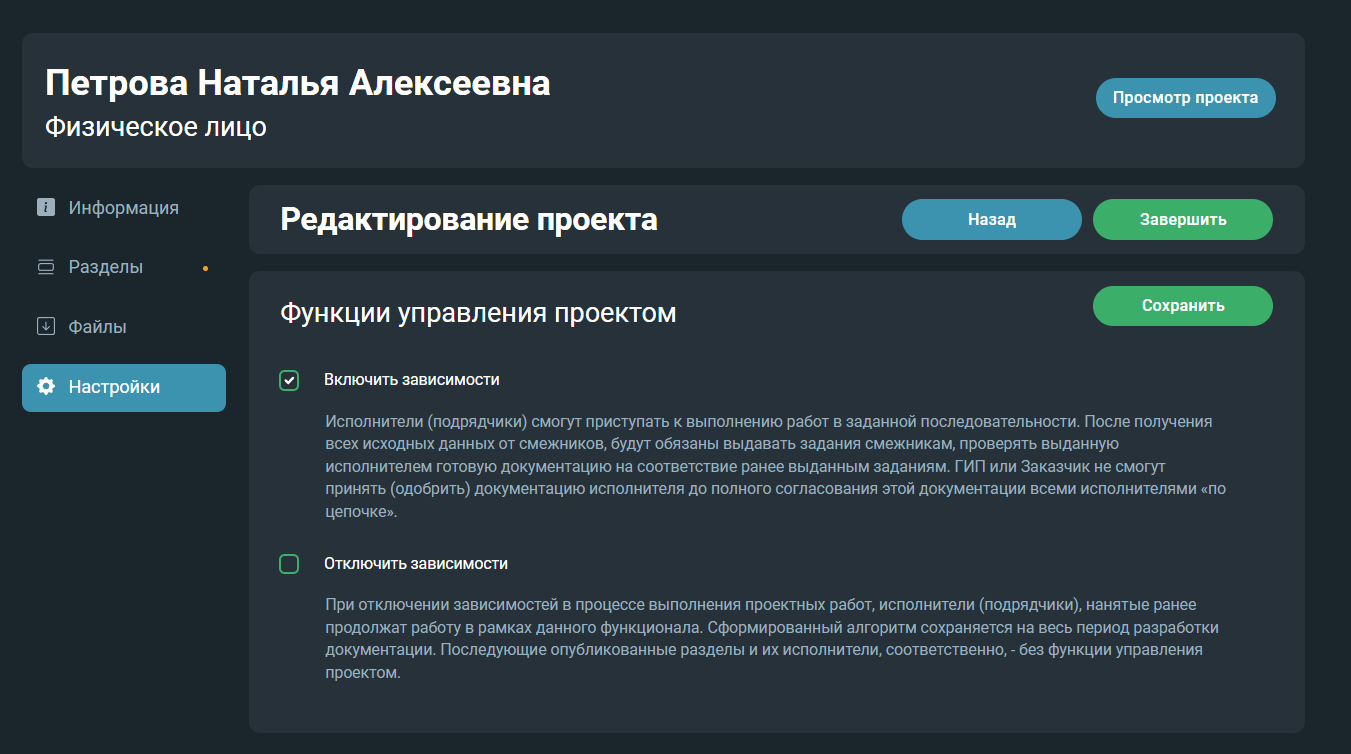 Петрова Наталья Алексеевна
Физическое лицо
Просмотр проекта
Информация
Разделы
Файлы
Настройки
Редактирование проекта
Назад
Завершить
Функции управления проектом
Сохранить
Включить зависимости
Исполнители (подрядчики) смогут приступать к выполнению работ в заданной последовательности. После получения
всех исходных данных от смежников, будут обязаны выдавать задания смежникам, проверять выданную
исполнителем готовую документацию на соответствие ранее выданным заданиям. ГИП или Заказчик не смогут
принять (одобрить) документацию исполнителя до полного согласования этой документации всеми исполнителями «по
цепочке».
Отключить зависимости
При отключении зависимостей в процессе выполнения проектных работ, исполнители (подрядчики), нанятые ранее
продолжат работу в рамках данного функционала. Сформированный алгоритм сохраняется на весь период разработки
документации. Последующие опубликованные разделы и их исполнители, соответственно, - без функции управления
проектом.